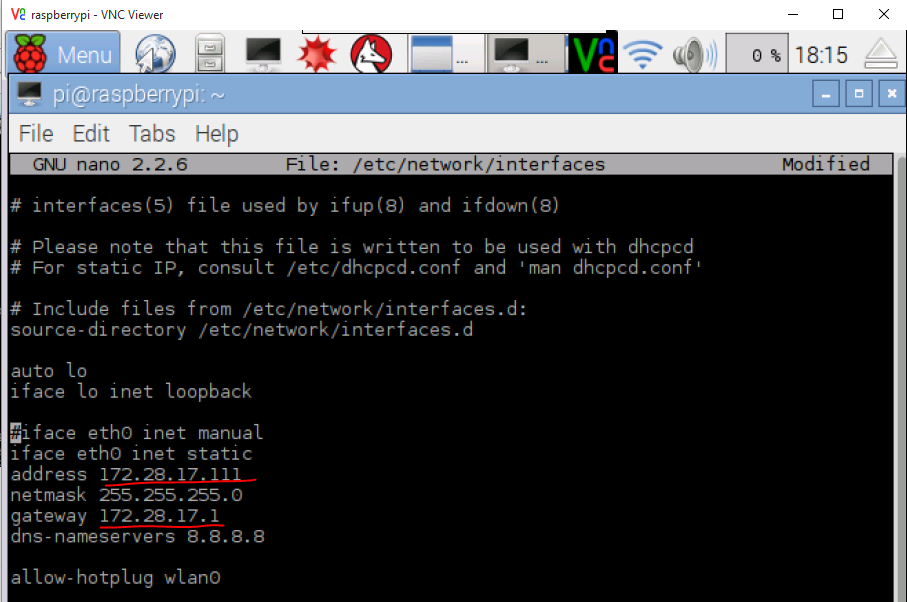 raspberrypi - VNC Viewer
Menu ... ... 0 % 18:15
pi@raspberrypi: ~
File Edit Tabs Help
GNU nano 2.2.6 File: /etc/network/interfaces Modified
# interfaces(5) file used by ifup(8) and ifdown(8)
# Please note that this file is written to be used with dhcpcd
# For static IP, consult /etc/dhcpcd.conf and 'man dhcpcd.conf'
# Include files from /etc/network/interfaces.d:
source-directory /etc/network/interfaces.d
auto lo
iface lo inet loopback
#iface eth0 inet manual
iface eth0 inet static
address 172.28.17.111
netmask 255.255.255.0
gateway 172.28.17.1
dns-nameservers 8.8.8.8
allow-hotplug wlan0